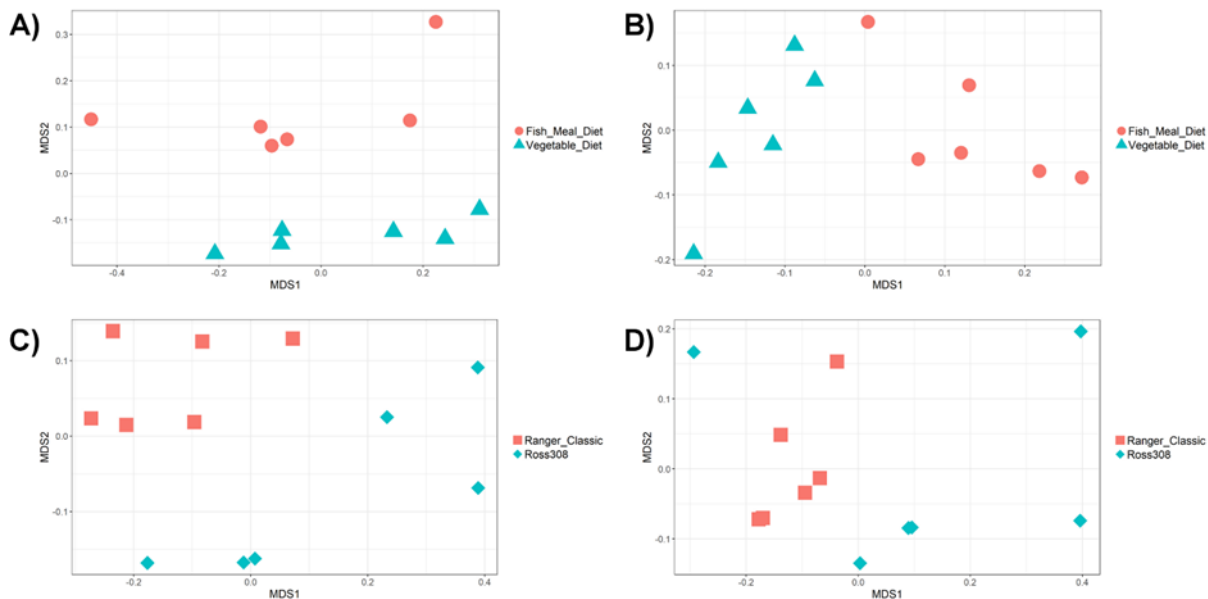 A)
MDS2
0.3
0.2
0.1
0.0
-0.1
-0.4
-0.2
0.0
0.2
MDS1
Fish_Meal_Diet
Vegetable_Diet
B)
MDS2
0.1
0.0
-0.1
-0.2
-0.2
-0.1
0.0
0.1
0.2
MDS1
Fish_Meal_Diet
Vegetable_Diet
C)
MDS2
0.1
0.0
-0.1
-0.2
0.0
0.2
0.4
MDS1
Ranger_Classic
Ross308
D)
MDS2
0.2
0.1
0.0
-0.1
-0.2
0.0
0.2
0.4
MDS1
Ranger_Classic
Ross308